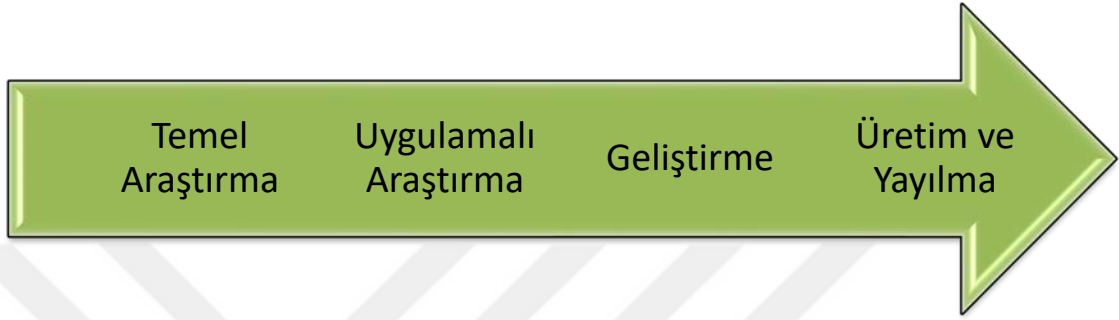 Temel
Araştırma
Uygulamalı
Araştırma
Geliştirme
Üretim ve
Yayılma